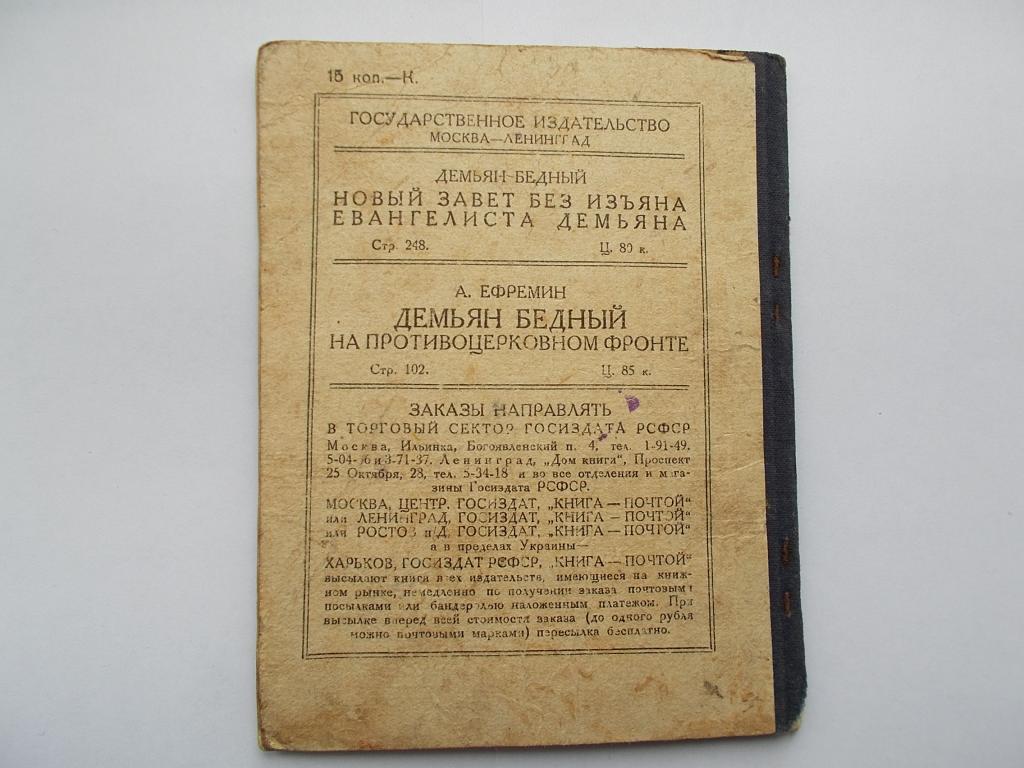 15 коп.—К.
ГОСУДАРСТВЕННОЕ ИЗДАТЕЛЬСТВО
МОСКВА—ЛЕНИНГРАД
ДЕМЬЯН БЕДНЫЙ
НОВЫЙ ЗАВЕТ БЕЗ ИЗЪЯНА
ЕВАНГЕЛИСТА ДЕМЬЯНА
Стр. 248. Ц. 80 к.
А. ЕФРЕМИН
ДЕМЬЯН БЕДНЫЙ
НА ПРОТИВОЦЕРКОВНОМ ФРОНТЕ
Стр. 102. Ц. 85 к.
ЗАКАЗЫ НАПРАВЛЯТЬ
В ТОРГОВЫЙ СЕКТОР ГОСИЗДАТА РСФСР
Москва, Ильинка, Богоявленский п. 4, тел. 1-91-49,
5-04-56 и 3-71-37. Ленинград, „Дом книги", Проспект
25 Октября, 28, тел. 5-34-18 и во все отделения и мага-
зины Госиздата РСФСР.
МОСКВА, ЦЕНТР, ГОСИЗДАТ, „КНИГА—ПОЧТОЙ"
или ЛЕНИНГРАД, ГОСИЗДАТ, „КНИГА—ПОЧТОЙ"
или РОСТОВ н/Д, ГОСИЗДАТ, „КНИГА—ПОЧТОЙ"
а в пределах Украины—
ХАРЬКОВ, ГОСИЗДАТ РСФСР, „КНИГА—ПОЧТОЙ"
высылают книги всех издательств, имеющиеся на книж-
ном рынке, немедленно по получении заказа почтовыми
посылками или бандеролью наложенным платежом. При
высылке вперед всей стоимости заказа (до одного рубля
можно почтовыми марками) пересылка бесплатно.